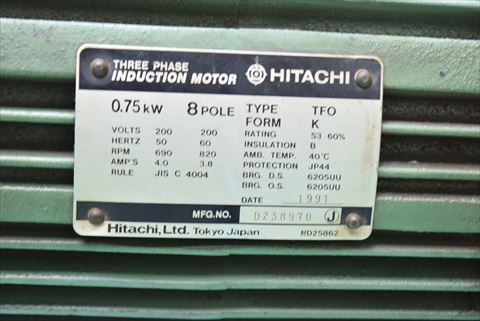 THREE PHASE
INDUCTION MOTOR HITACHI
0.75 kW 8 POLE TYPE TFO
FORM K
VOLTS 200 200 RATING S3 60%
HERTZ 50 60 INSULATION B
RPM 690 820 AMB. TEMP. 40°C
AMP'S 4.0 3.8 PROTECTION JP44
RULE JIS C 4004 BRG. D.S. 6205UU
BRG. O.S. 6205UU
DATE 1991
MFG.NO. D238970 J
Hitachi, Ltd. Tokyo Japan ND25862